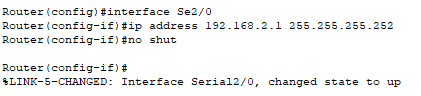 Router(config)#interface Se2/0
Router(config-if)#ip address 192.168.2.1 255.255.255.252
Router(config-if)#no shut
Router(config-if)#
%LINK-5-CHANGED: Interface Serial2/0, changed state to up